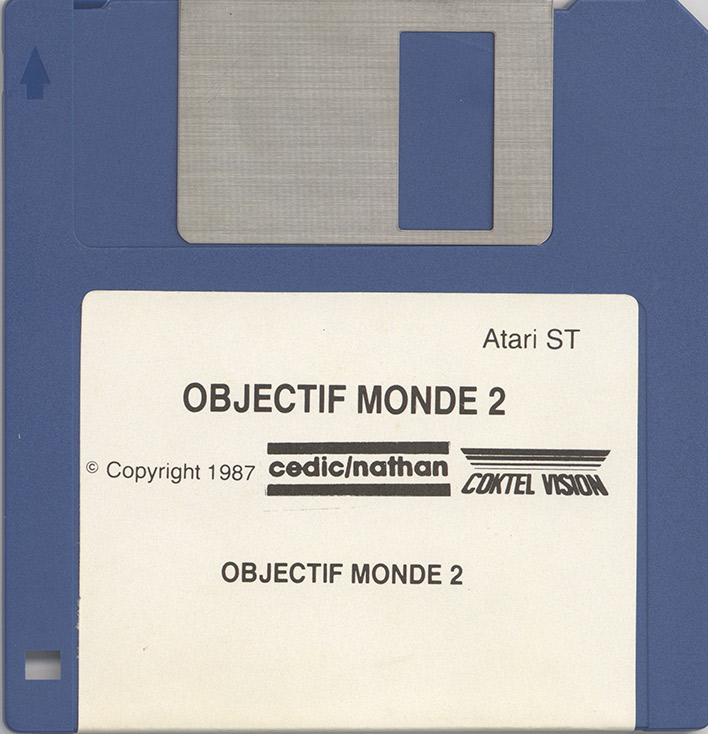 Atari ST
OBJECTIF MONDE 2
© Copyright 1987 cedic/nathan COKTEL VISION
OBJECTIF MONDE 2